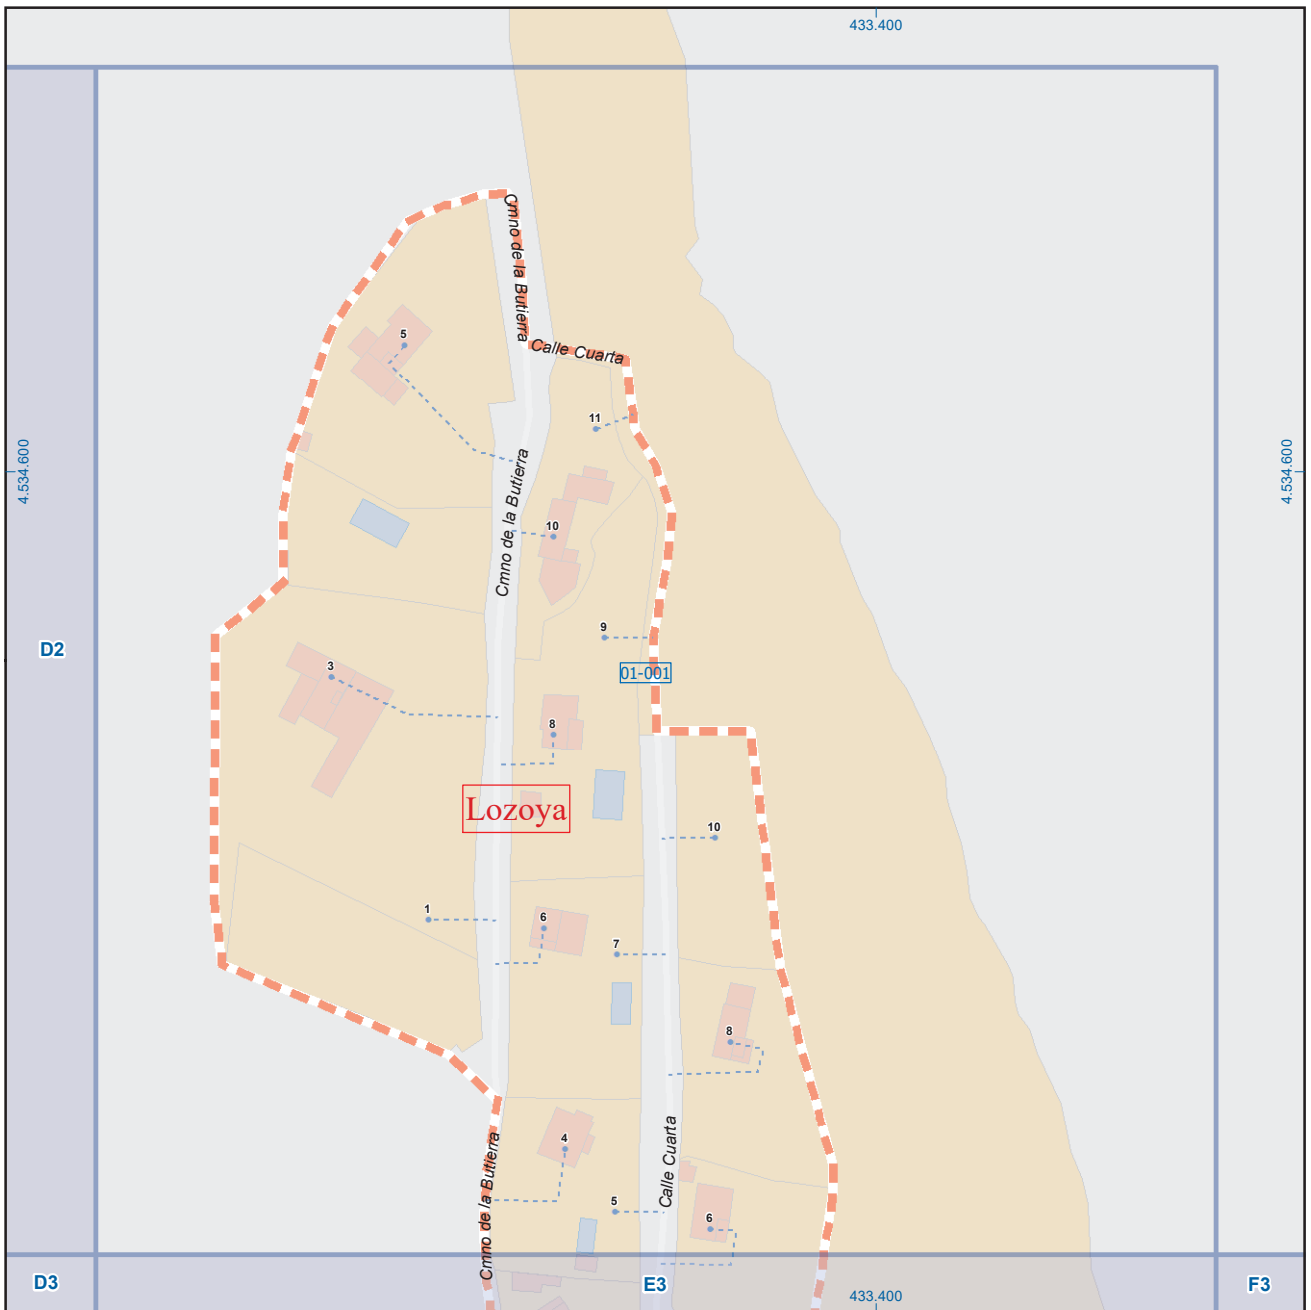 433.400
Cmno de la Butierra
5
Calle Cuarta
11
4.534.600
4.534.600
Cmno de la Butierra
10
9
D2
01-001
3
8
Lozoya
10
1
6
7
8
Calle Cuarta
4
Cmno de la Butierra
5
6
D3
E3
F3
433.400